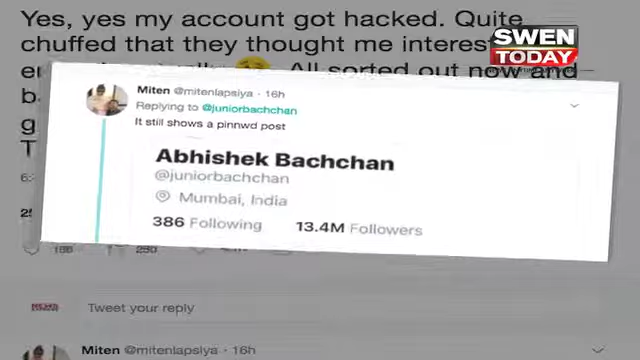 Yes, yes my account got hacked. Quite
chuffed that they thought me
SWEN
TODAY
All sorted out now and
Miten @mitenlapsiya · 16h
Replying to @juniorbachchan
It still shows a pinnwd post
Abhishek Bachchan
@juniorbachchan
Mumbai, India
386 Following 13.4M Followers
Tweet your reply
Miten @mitenlapsiya · 16h